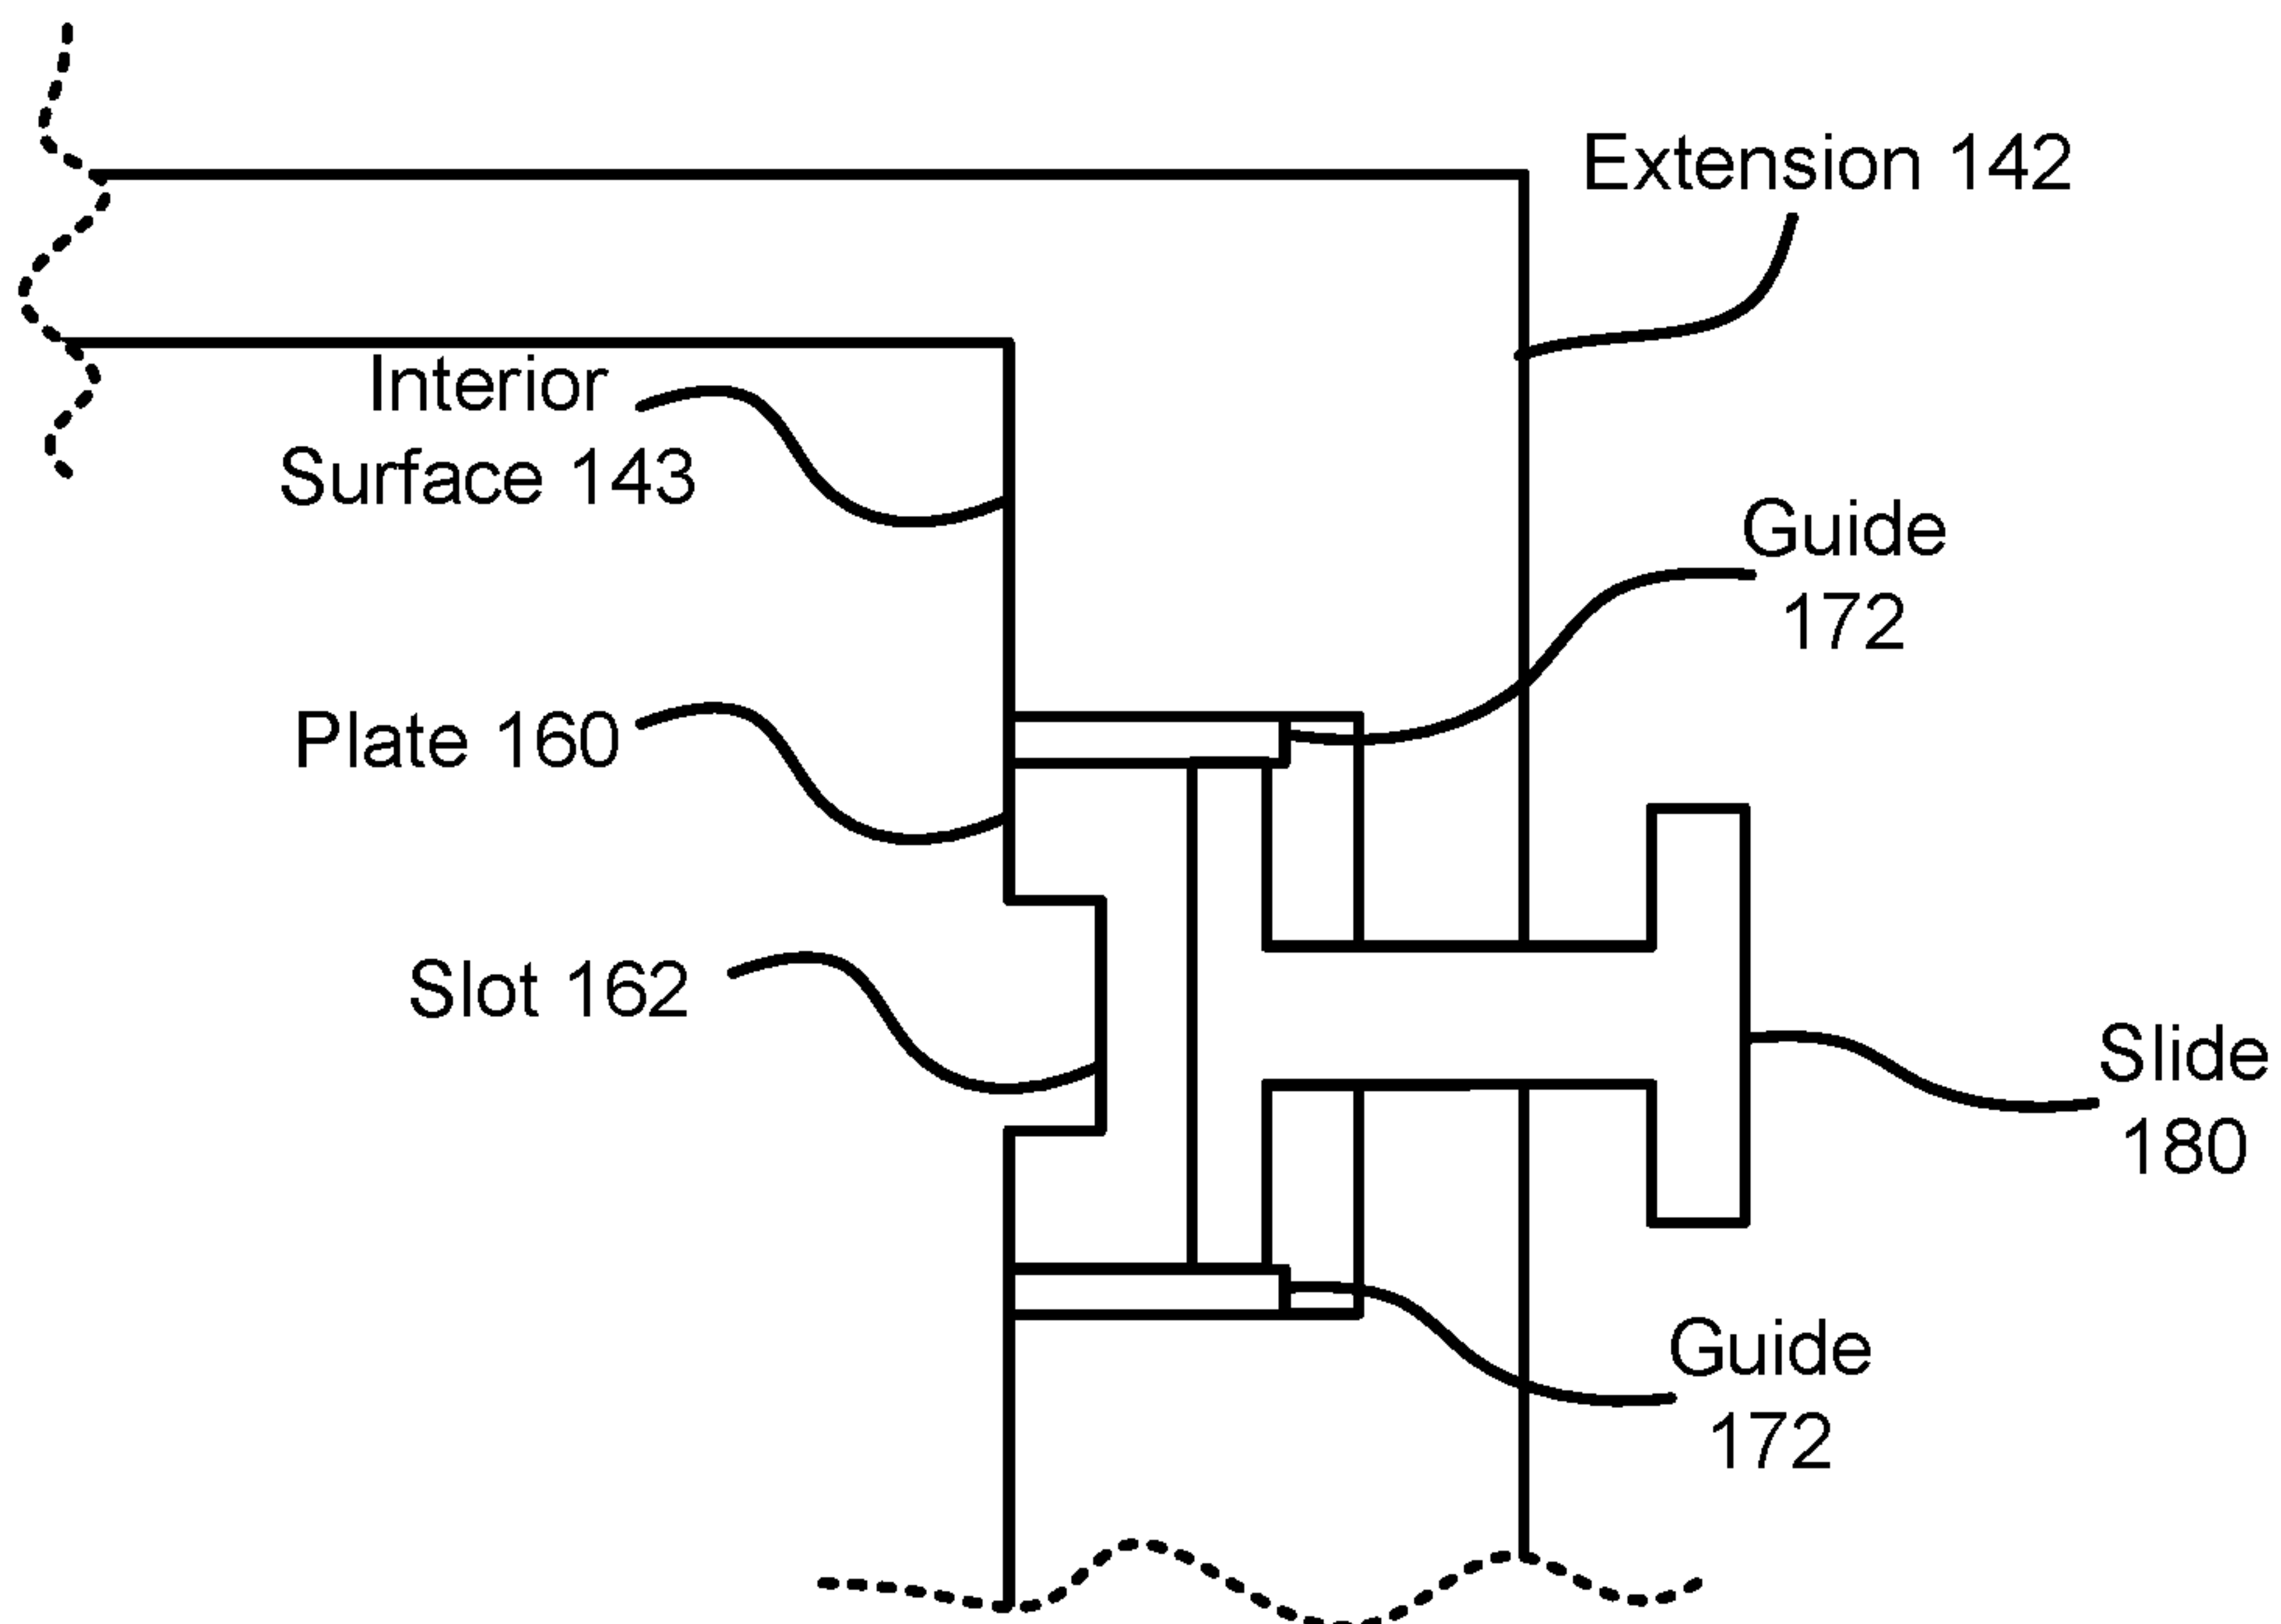 Extension 142
Interior
Surface 143
Guide
172
Plate 160
Slot 162
Slide
180
Guide
172